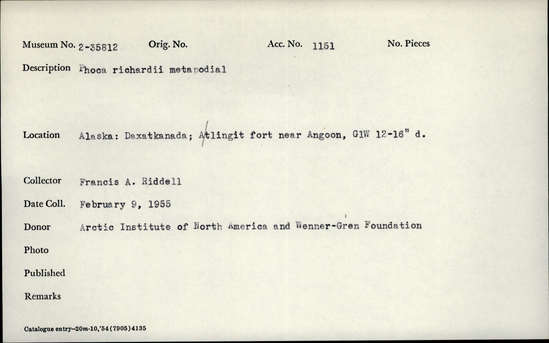 Museum No. 2-35812 Orig. No. Acc. No. 1151 No. Pieces
Description Phoca richardii metapodial
Location Alaska: Daxatkanada; A/tlingit fort near Angoon, G1W 12-16" d.
Collector Francis A. Riddell
Date Coll. February 9, 1955
Donor Arctic Institute of North America and Wenner-Gren Foundation
Photo
Published
Remarks
Catalogue entry—20m-10,'54 (7905) 4135